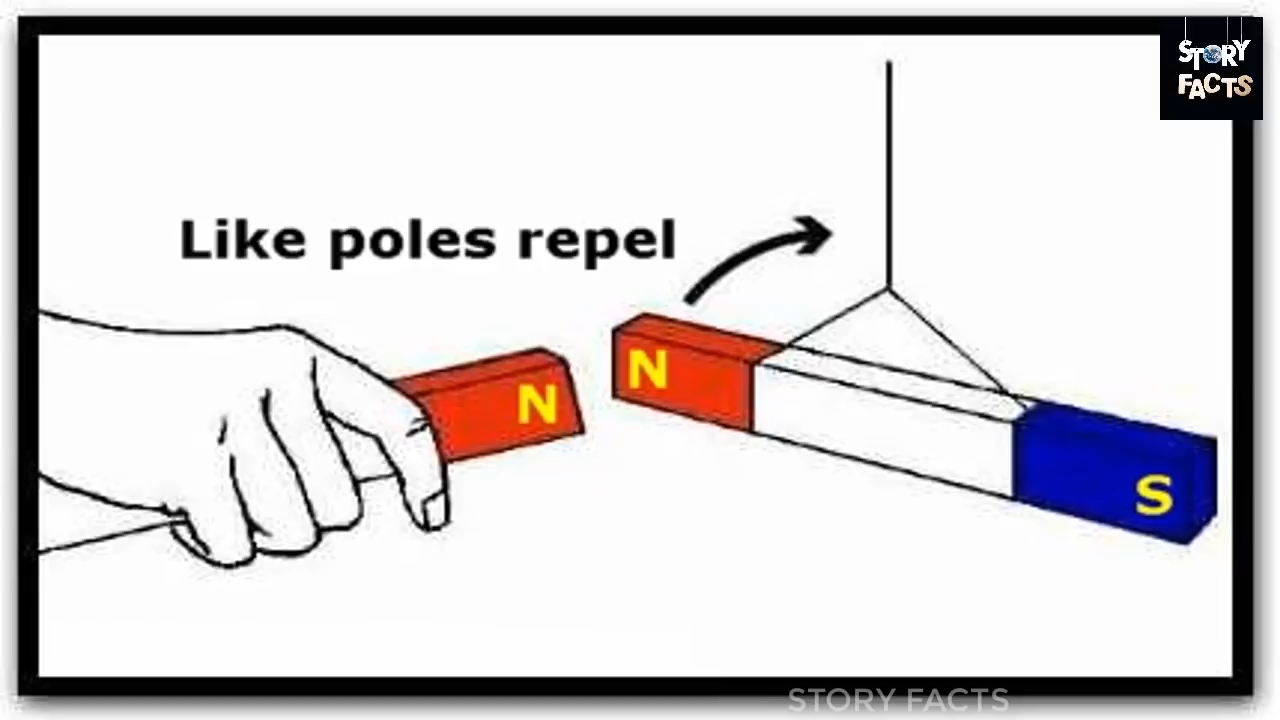 STORY
FACTS
Like poles repel
N
N
S
STORY FACTS